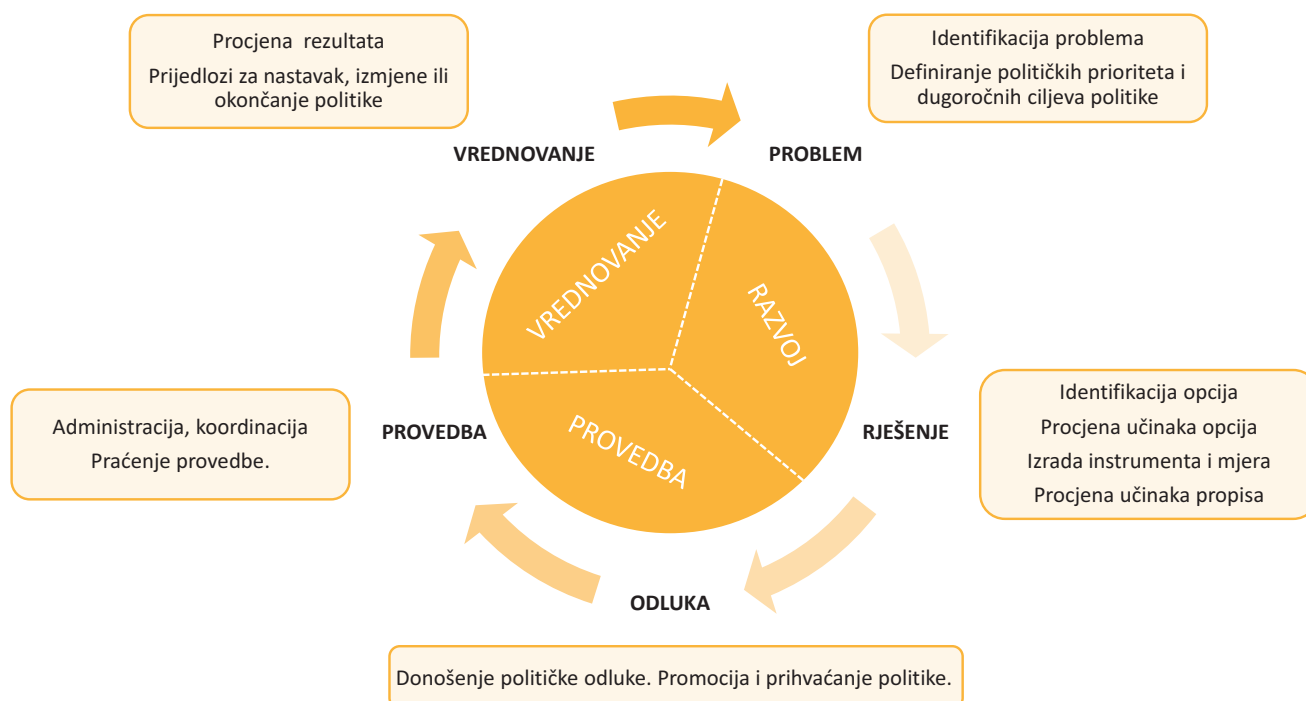 Procjena rezultata
Prijedlozi za nastavak, izmjene ili
okončanje politike
Identifikacija problema
Definiranje političkih prioriteta i
dugoročnih ciljeva politike
VREDNOVANJE
PROBLEM
VREDNOVANJE
RAZVOJ
PROVEDBA
Administracija, koordinacija
Praćenje provedbe.
PROVEDBA
RJEŠENJE
Identifikacija opcija
Procjena učinaka opcija
Izrada instrumenta i mjera
Procjena učinaka propisa
ODLUKA
Donošenje političke odluke. Promocija i prihvaćanje politike.